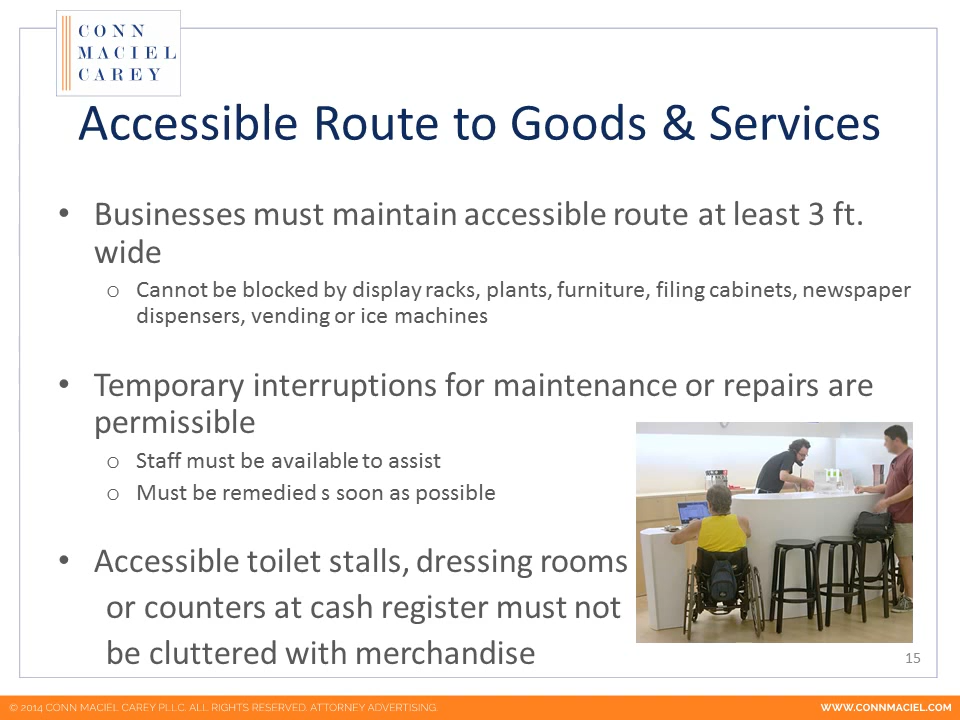 CONN
MACIEL
CAREY
Accessible Route to Goods & Services
• Businesses must maintain accessible route at least 3 ft.
wide
o Cannot be blocked by display racks, plants, furniture, filing cabinets, newspaper
dispensers, vending or ice machines
• Temporary interruptions for maintenance or repairs are
permissible
o Staff must be available to assist
o Must be remedied s soon as possible
• Accessible toilet stalls, dressing rooms
or counters at cash register must not
be cluttered with merchandise
15
© 2014 CONN MACIEL CAREY PLLC. ALL RIGHTS RESERVED. ATTORNEY ADVERTISING.
WWW.CONNMACIEL.COM